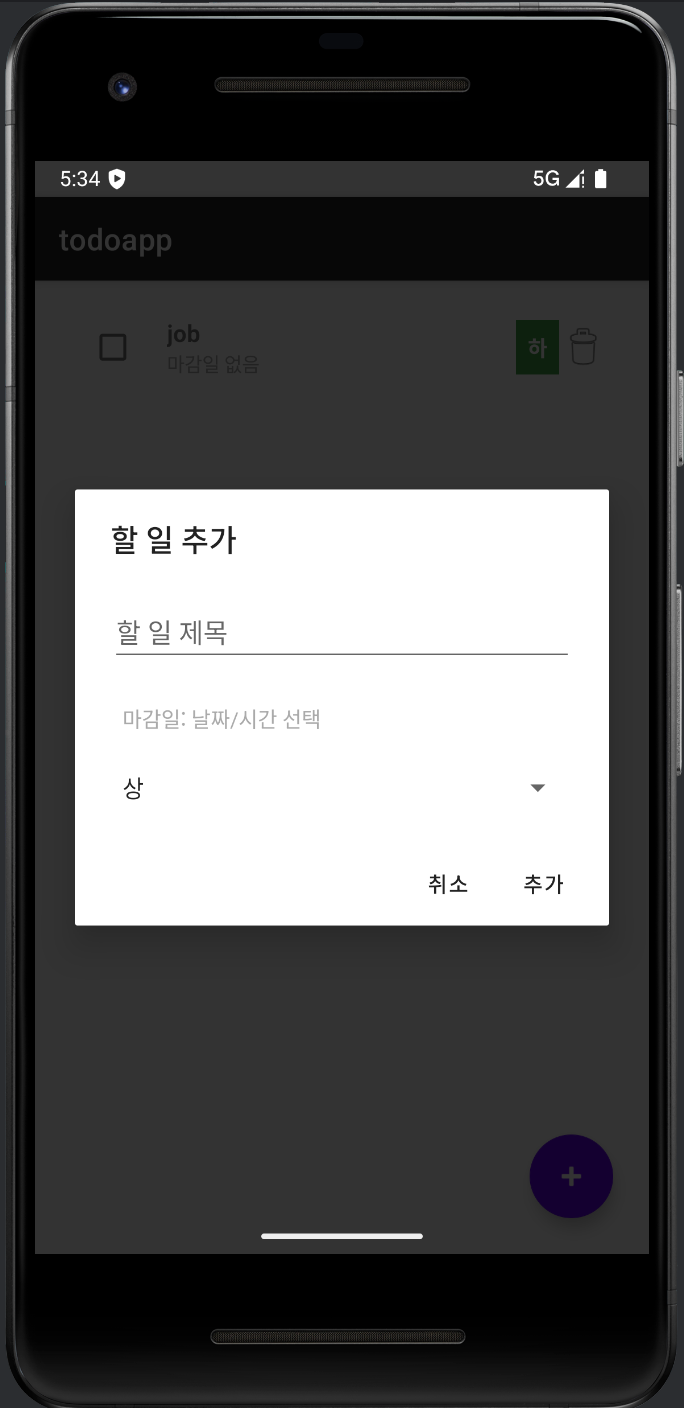 5:34 5G
todoapp
job
마감일 없음
하
할 일 추가
할 일 제목
마감일: 날짜/시간 선택
상
취소 추가
+